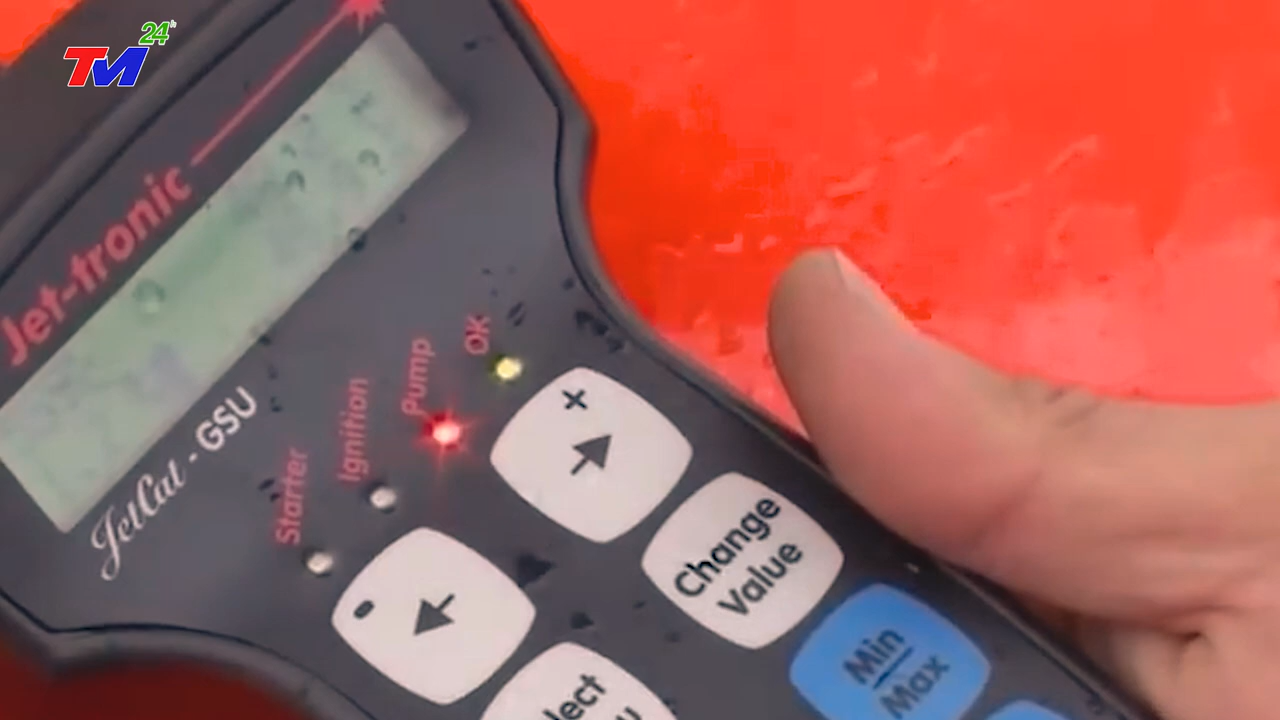 TM 24h
Jet-tronic
JetCat - GSU
Starter
Ignition
Pump
OK
+
-
Change
Value
Min
Max